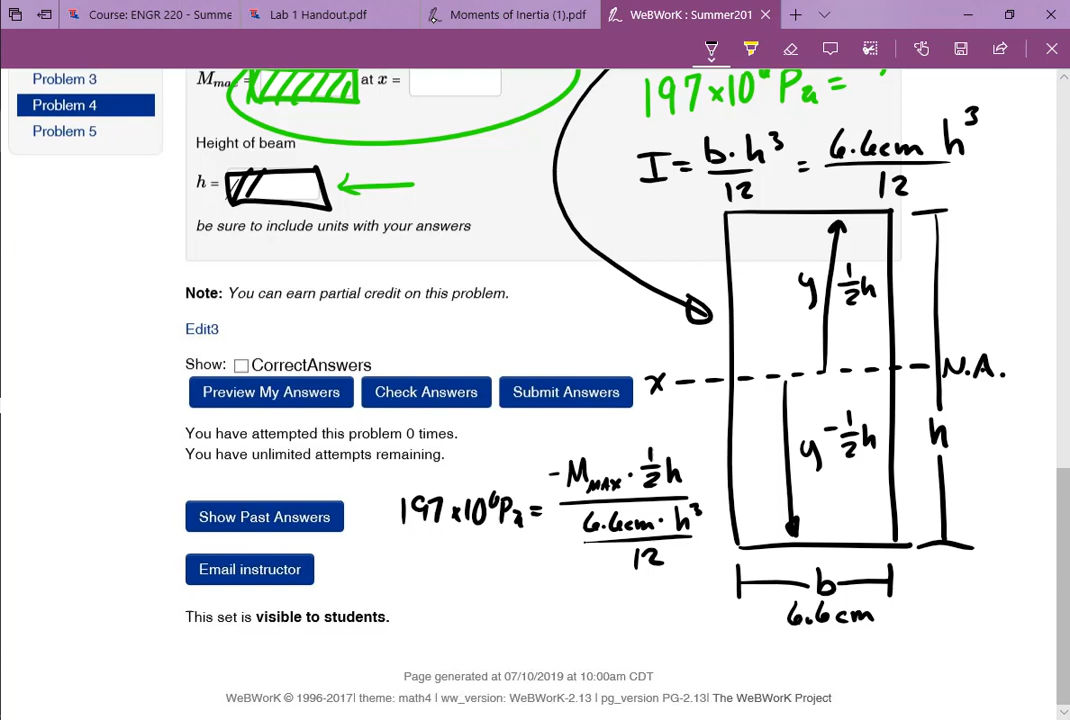 Course: ENGR 220 - Summe
Lab 1 Handout.pdf
Moments of Inertia (1).pdf
WeBWorK : Summer201
Problem 3
Problem 4
Problem 5
at x =
197×10⁶ Pa =
Height of beam
h =
be sure to include units with your answers
I = b·h³/12 = 6.6cm h³/12
y ½h
x
N.A.
y -½h
h
b
6.6cm
Note: You can earn partial credit on this problem.
Edit3
Show: CorrectAnswers
Preview My Answers
Check Answers
Submit Answers
You have attempted this problem 0 times.
You have unlimited attempts remaining.
197×10⁶Pa = -M_MAX·½h / (6.6cm·h³/12)
Show Past Answers
Email instructor
This set is visible to students.
Page generated at 07/10/2019 at 10:00am CDT
WeBWorK © 1996-2017| theme: math4 | ww_version: WeBWorK-2.13 | pg_version PG-2.13| The WeBWorK Project